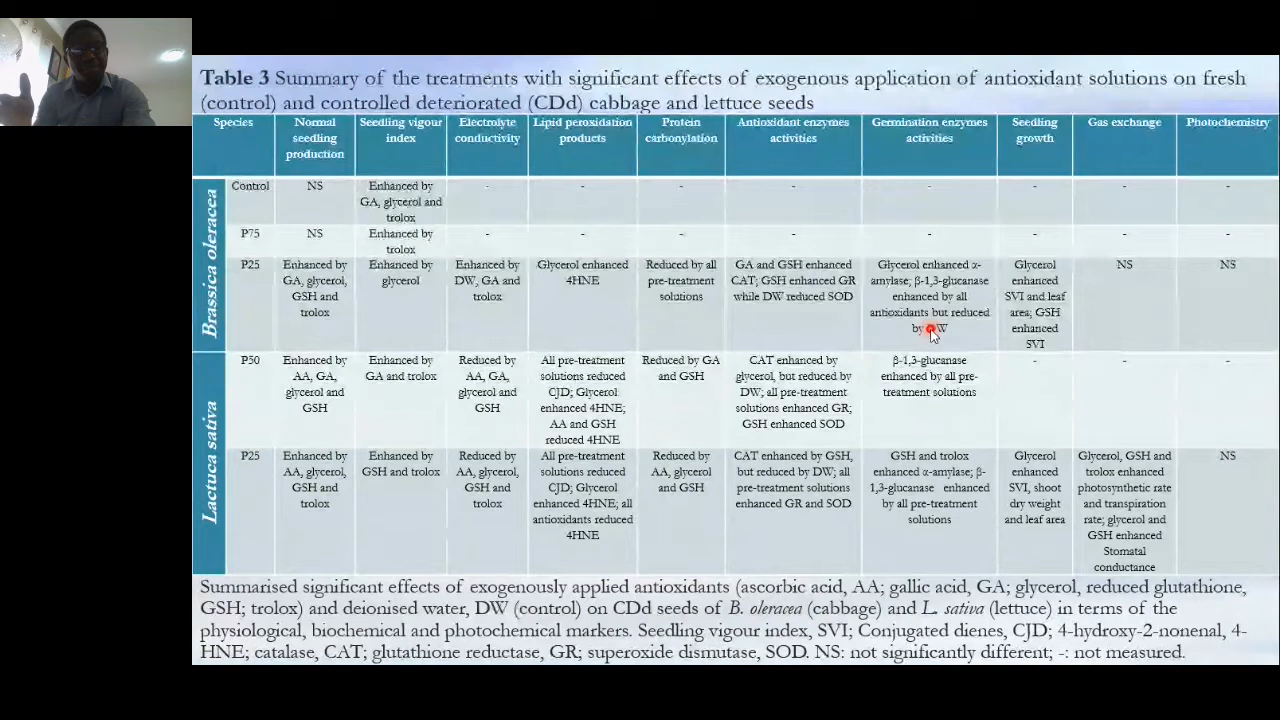 Table 3 Summary of the treatments with significant effects of exogenous application of antioxidant solutions on fresh
(control) and controlled deteriorated (CDd) cabbage and lettuce seeds
Species
Normal
seedling
production
Seedling vigour
index
Electrolyte
conductivity
Lipid peroxidation
products
Protein
carbonylation
Antioxidant enzymes
activities
Germination enzymes
activities
Seedling
growth
Gas exchange
Photochemistry
Brassica oleracea
Control
NS
Enhanced by
GA, glycerol and
trolox
-
-
-
-
-
-
-
-
P75
NS
Enhanced by
trolox
-
-
-
-
-
-
-
-
P25
Enhanced by
GA, glycerol,
GSH and
trolox
Enhanced by
glycerol
Enhanced by
DW, GA and
trolox
Glycerol enhanced
4HNE
Reduced by all
pre-treatment
solutions
GA and GSH enhanced
CAT; GSH enhanced GR
while DW reduced SOD
Glycerol enhanced α-
amylase; β-1,3-glucanase
enhanced by all
antioxidants but reduced
by
Glycerol
enhanced
SVI and leaf
area; GSH
enhanced
SVI
NS
NS
Lactuca sativa
P50
Enhanced by
AA, GA,
glycerol and
GSH
Enhanced by
GA and trolox
Reduced by
AA, GA,
glycerol and
GSH
All pre-treatment
solutions reduced
CJD; Glycerol
enhanced 4HNE;
AA and GSH
reduced 4HNE
Reduced by GA
and GSH
CAT enhanced by
glycerol, but reduced by
DW; all pre-treatment
solutions enhanced GR;
GSH enhanced SOD
β-1,3-glucanase
enhanced by all pre-
treatment solutions
-
-
-
P25
Enhanced by
AA, glycerol,
GSH and
trolox
Enhanced by
GSH and trolox
Reduced by
AA, glycerol,
GSH and
trolox
All pre-treatment
solutions reduced
CJD; Glycerol
enhanced 4HNE; all
antioxidants reduced
4HNE
Reduced by
AA, glycerol
and GSH
CAT enhanced by GSH,
but reduced by DW; all
pre-treatment solutions
enhanced GR and SOD
GSH and trolox
enhanced α-amylase; β-
1,3-glucanase enhanced
by all pre-treatment
solutions
Glycerol
enhanced
SVI, shoot
dry weight
and leaf area
Glycerol, GSH and
trolox enhanced
photosynthetic rate
and transpiration
rate; glycerol and
GSH enhanced
Stomatal
conductance
NS
Summarised significant effects of exogenously applied antioxidants (ascorbic acid, AA; gallic acid, GA; glycerol, reduced glutathione,
GSH; trolox) and deionised water, DW (control) on CDd seeds of B. oleracea (cabbage) and L. sativa (lettuce) in terms of the
physiological, biochemical and photochemical markers. Seedling vigour index, SVI; Conjugated dienes, CJD; 4-hydroxy-2-nonenal, 4-
HNE; catalase, CAT; glutathione reductase, GR; superoxide dismutase, SOD. NS: not significantly different; -: not measured.